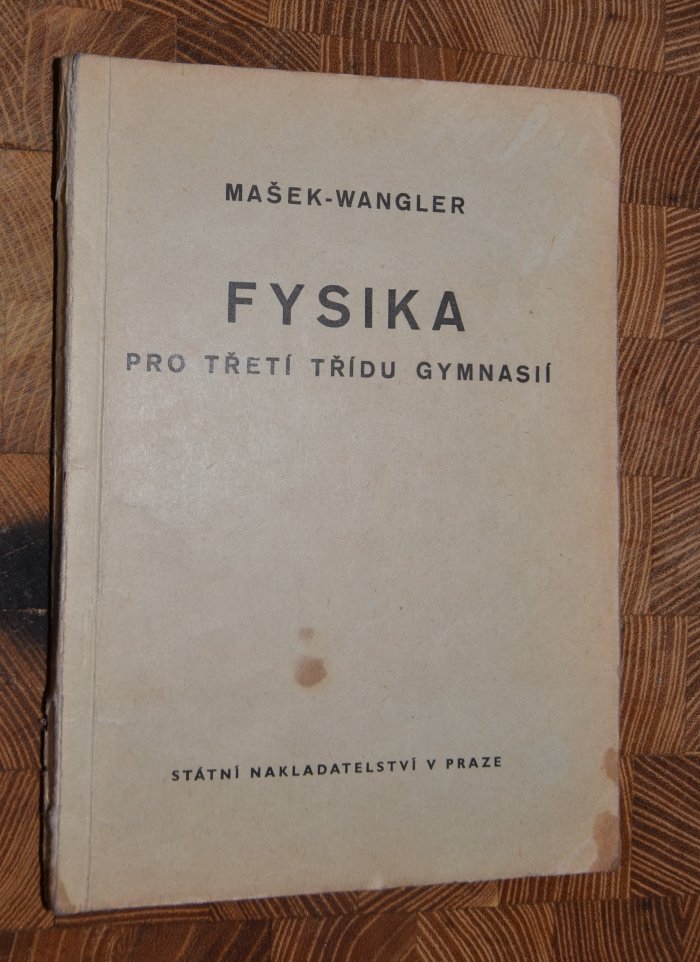 MAŠEK-WANGLER
FYSIKA
PRO TŘETÍ TŘÍDU GYMNASIÍ
STÁTNÍ NAKLADATELSTVÍ V PRAZE